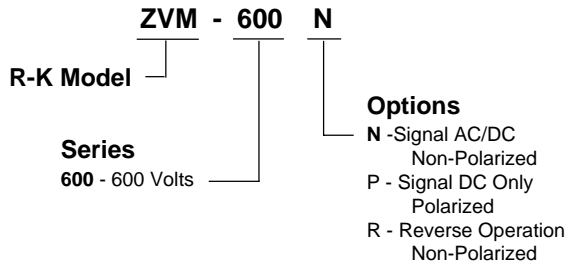 ZVM - 600 N
R-K Model
Series
600 - 600 Volts
Options
N -Signal AC/DC
Non-Polarized
P - Signal DC Only
Polarized
R - Reverse Operation
Non-Polarized